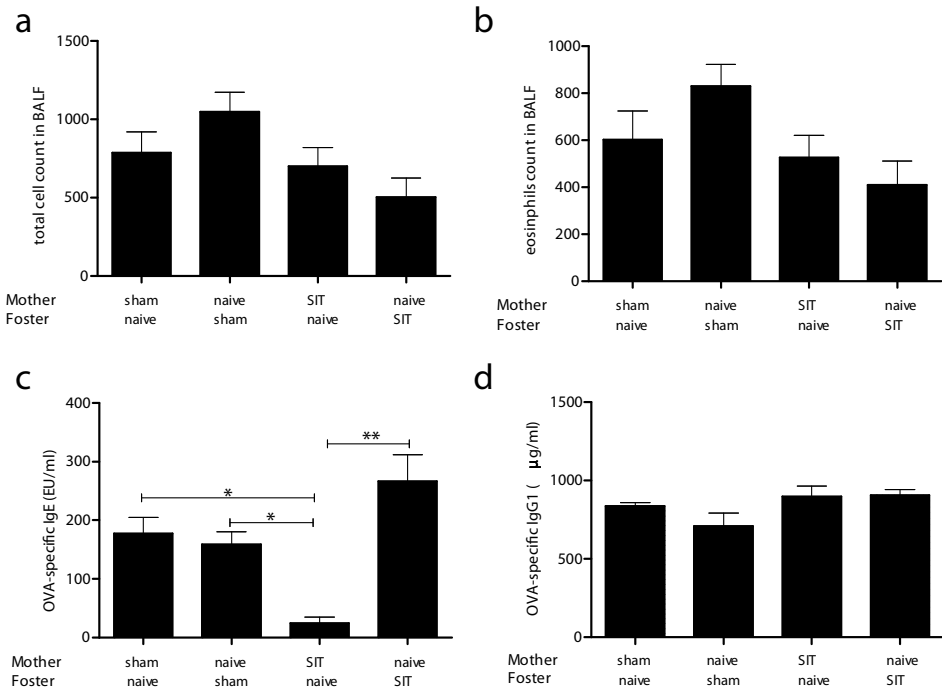 a
total cell count in BALF
1500
1000
500
0
Mother sham naive SIT naive
Foster naive sham naive SIT
b
eosinphils count in BALF
1000
800
600
400
200
0
Mother sham naive SIT naive
Foster naive sham naive SIT
c
OVA-specific IgE (EU/ml)
400
300
200
100
0
*
*
**
Mother sham naive SIT naive
Foster naive sham naive SIT
d
OVA-specific IgG1 ( μg/ml)
1500
1000
500
0
Mother sham naive SIT naive
Foster naive sham naive SIT